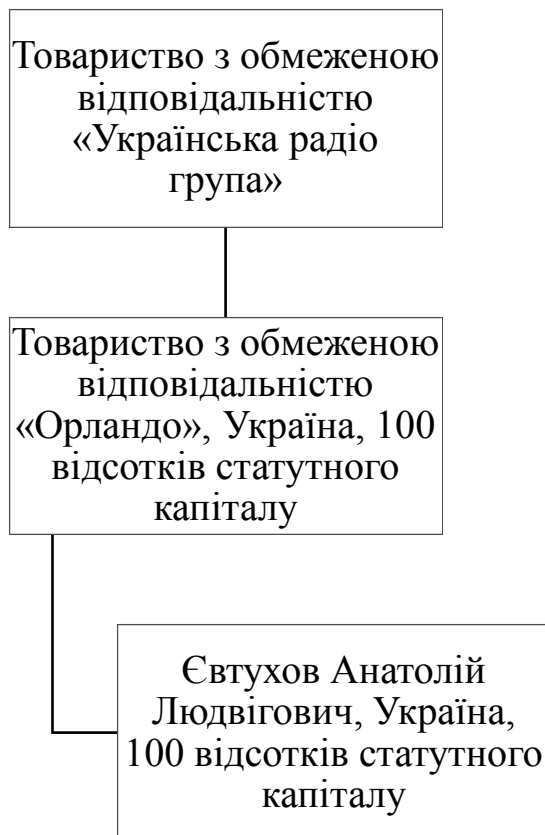 Товариство з обмеженою
відповідальністю
«Українська радіо
група»
Товариство з обмеженою
відповідальністю
«Орландо», Україна, 100
відсотків статутного
капіталу
Євтухов Анатолій
Людвігович, Україна,
100 відсотків статутного
капіталу